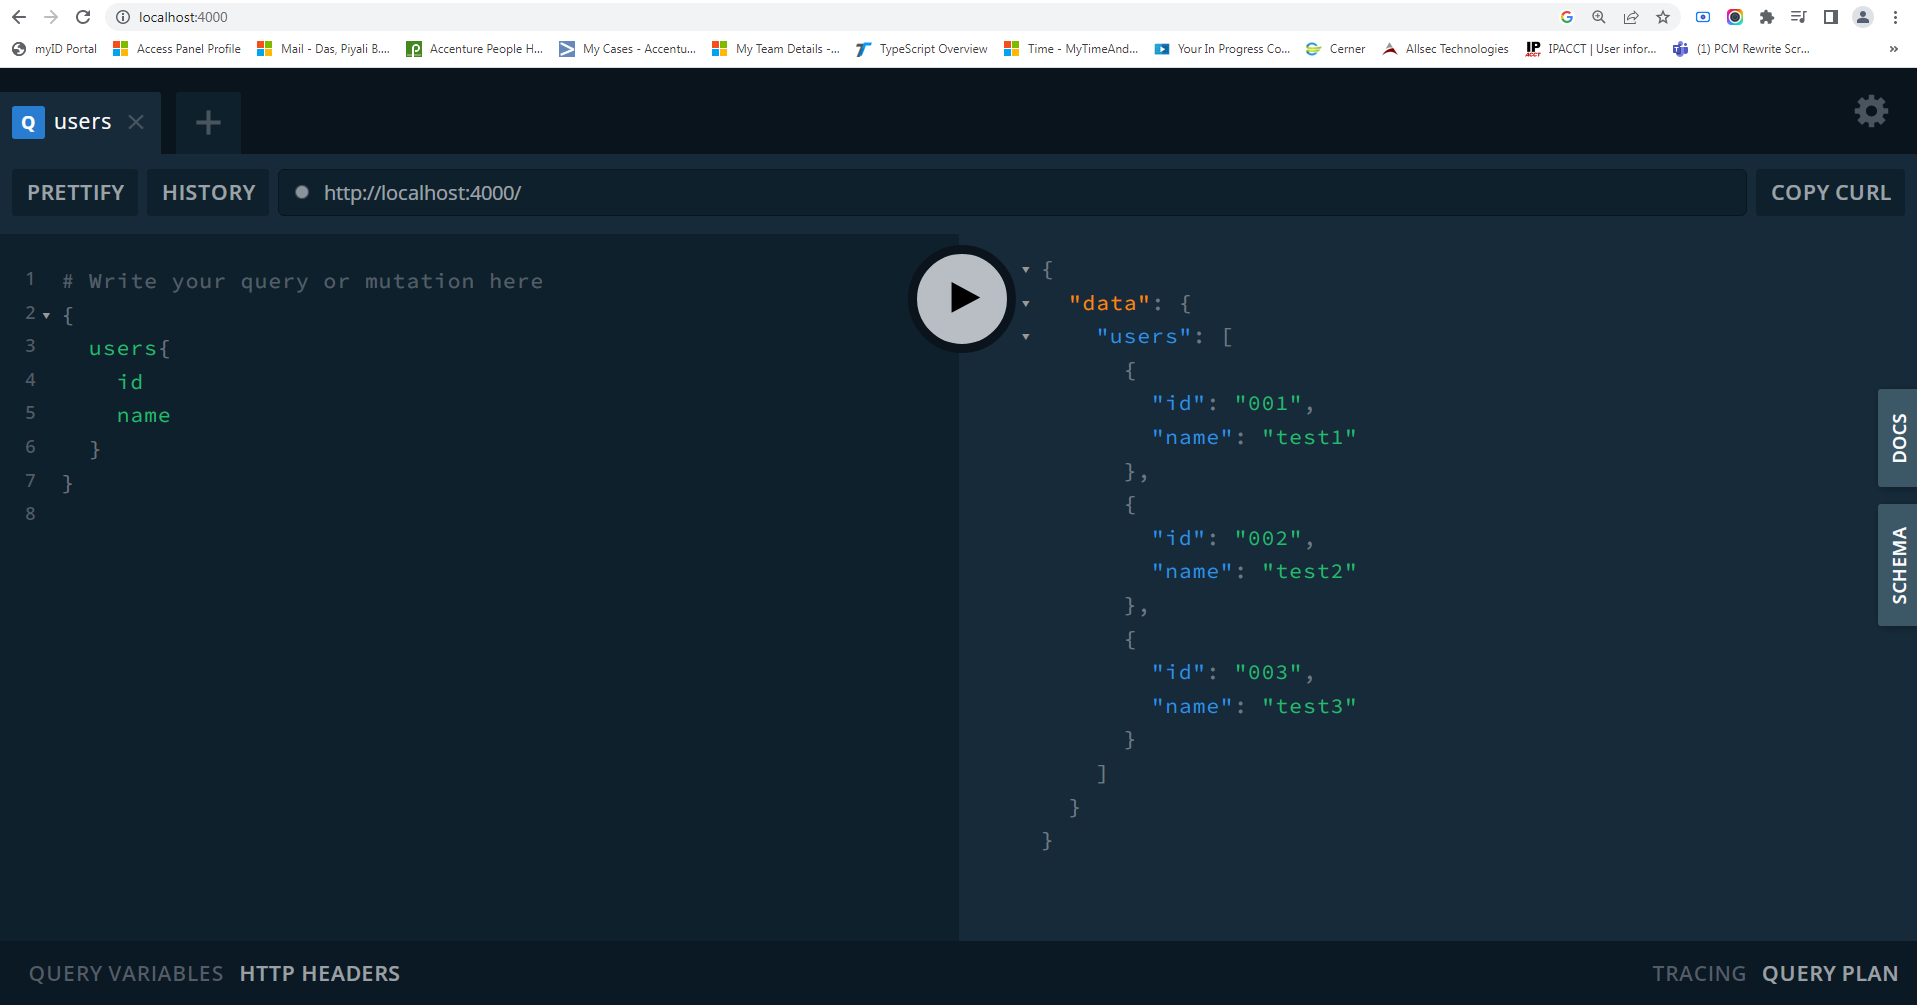 localhost:4000
myID Portal Access Panel Profile Mail - Das, Piyali B... Accenture People H... My Cases - Accentu... My Team Details -... TypeScript Overview Time - MyTimeAnd... Your In Progress Co... Cerner Allsec Technologies IPACCT | User infor... (1) PCM Rewrite Scr... »
Q users
PRETTIFY HISTORY http://localhost:4000/ COPY CURL
1 # Write your query or mutation here
2 {
3 users{
4 id
5 name
6 }
7 }
8
{
"data": {
"users": [
{
"id": "001",
"name": "test1"
},
{
"id": "002",
"name": "test2"
},
{
"id": "003",
"name": "test3"
}
]
}
}
DOCS
SCHEMA
QUERY VARIABLES HTTP HEADERS TRACING QUERY PLAN